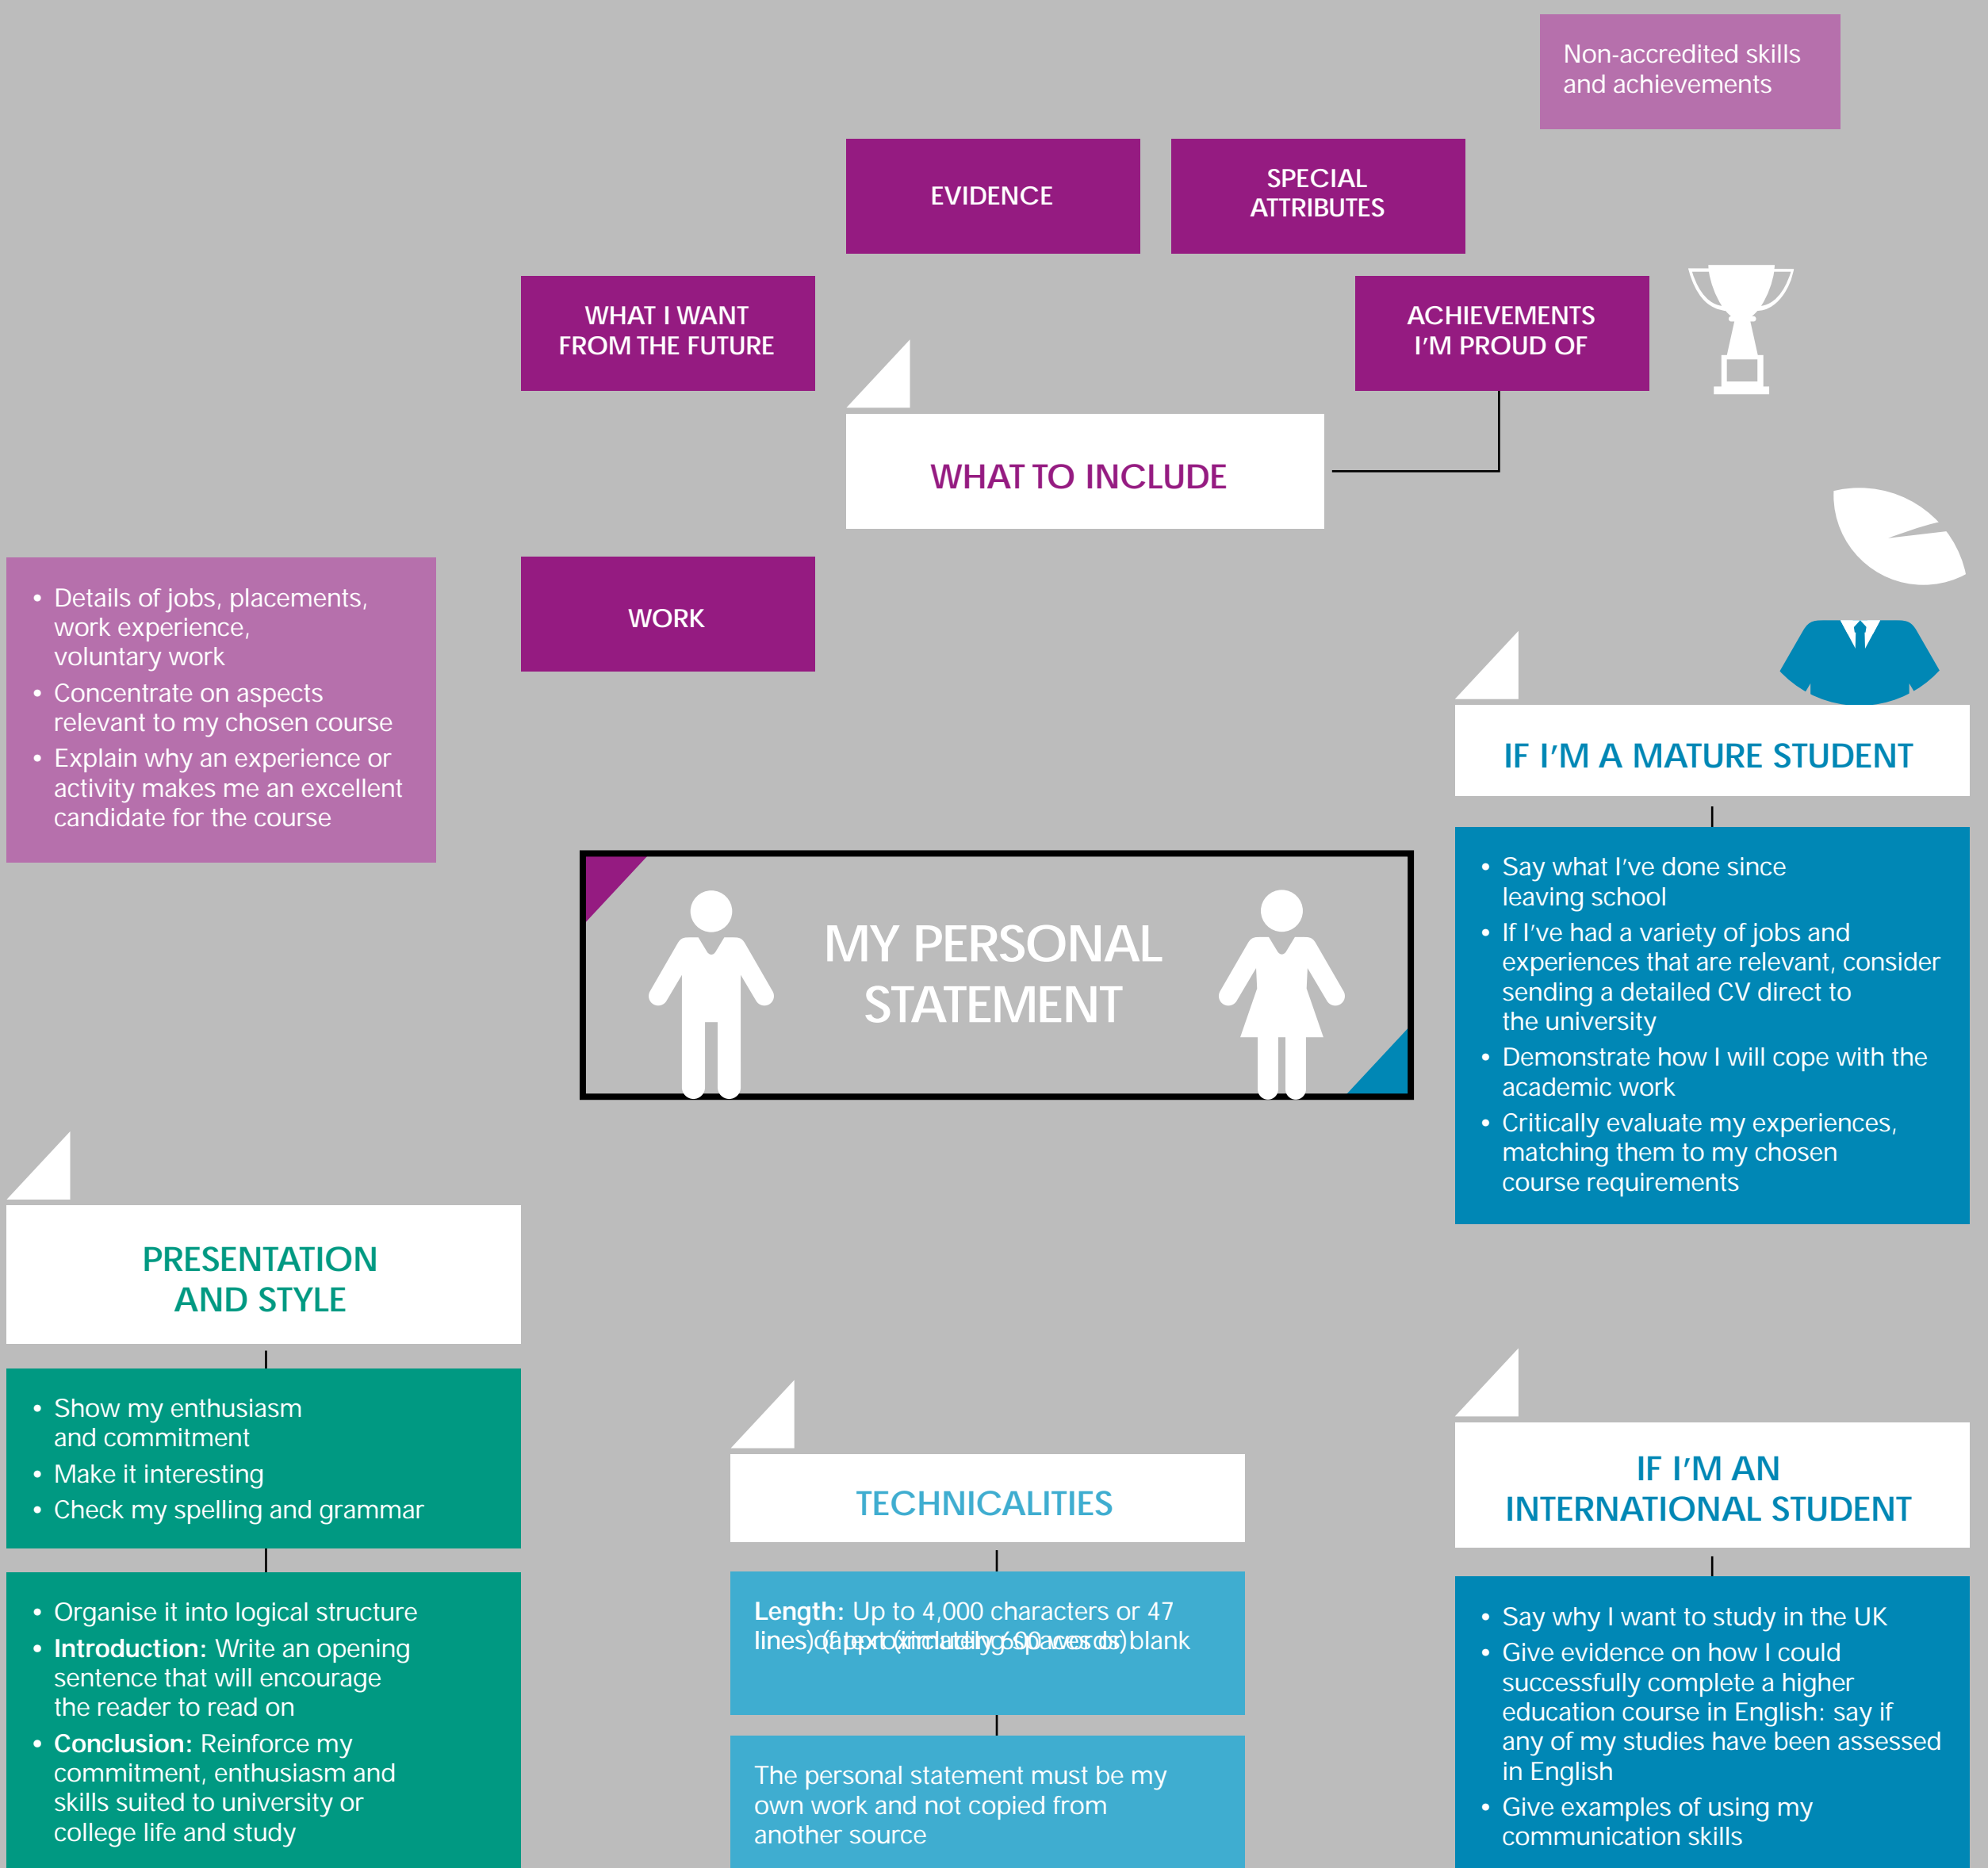 Non-accredited skills
and achievements
EVIDENCE
SPECIAL
ATTRIBUTES
WHAT I WANT
FROM THE FUTURE
ACHIEVEMENTS
I'M PROUD OF
WHAT TO INCLUDE
• Details of jobs, placements,
work experience,
voluntary work
• Concentrate on aspects
relevant to my chosen course
• Explain why an experience or
activity makes me an excellent
candidate for the course
WORK
IF I'M A MATURE STUDENT
• Say what I've done since
leaving school
• If I've had a variety of jobs and
experiences that are relevant, consider
sending a detailed CV direct to
the university
• Demonstrate how I will cope with the
academic work
• Critically evaluate my experiences,
matching them to my chosen
course requirements
MY PERSONAL
STATEMENT
PRESENTATION
AND STYLE
• Show my enthusiasm
and commitment
• Make it interesting
• Check my spelling and grammar
• Organise it into logical structure
• Introduction: Write an opening
sentence that will encourage
the reader to read on
• Conclusion: Reinforce my
commitment, enthusiasm and
skills suited to university or
college life and study
TECHNICALITIES
Length: Up to 4,000 characters or 47
lines of text (including spaces or blank
lines) (approximately 600 words)
The personal statement must be my
own work and not copied from
another source
IF I'M AN
INTERNATIONAL STUDENT
• Say why I want to study in the UK
• Give evidence on how I could
successfully complete a higher
education course in English: say if
any of my studies have been assessed
in English
• Give examples of using my
communication skills